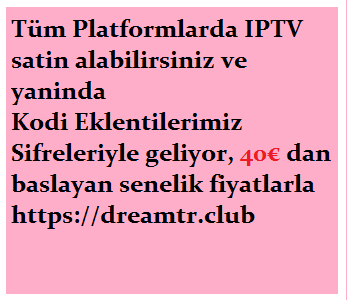 Tüm Platformlarda IPTV
satin alabilirsiniz ve
yaninda
Kodi Eklentilerimiz
Sifreleriyle geliyor, 40€ dan
baslayan senelik fiyatlarla
https://dreamtr.club